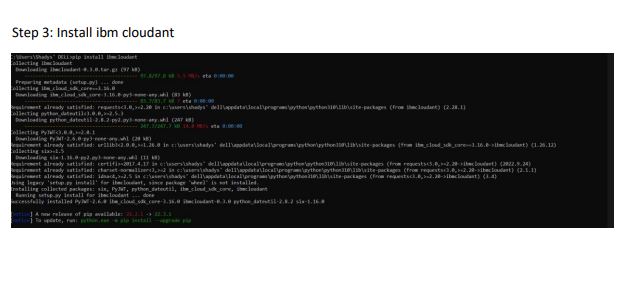 Step 3: Install ibm cloudant
C:\Users\Shadys' DELL>pip install ibmcloudant
Collecting ibmcloudant
Downloading ibmcloudant-0.3.0.tar.gz (97 kB)
97.8/97.8 kB 5.5 MB/s eta 0:00:00
Preparing metadata (setup.py) ... done
Collecting ibm_cloud_sdk_core==3.16.0
Downloading ibm_cloud_sdk_core-3.16.0-py3-none-any.whl (83 kB)
eta 0:00:00
Requirement already satisfied: requests<3.0,>=2.20 in c:\users\shadys' dell\appdata\local\programs\python\python310\lib\site-packages (from ibmcloudant) (2.28.1)
Collecting python_dateutil<3.0.0,>=2.5.3
Downloading python_dateutil-2.8.2-py2.py3-none-any.whl (247 kB)
247.7/247.7 kB eta 0:00:00
Collecting PyJWT<3.0.0,>=2.0.1
Downloading PyJWT-2.6.0-py3-none-any.whl (20 kB)
Requirement already satisfied: urllib3<2.0.0,>=1.26.0 in c:\users\shadys' dell\appdata\local\programs\python\python310\lib\site-packages (from ibm_cloud_sdk_core==3.16.0->ibmcloudant) (1.26.12)
Collecting six>=1.5
Downloading six-1.16.0-py2.py3-none-any.whl (11 kB)
Requirement already satisfied: certifi>=2017.4.17 in c:\users\shadys' dell\appdata\local\programs\python\python310\lib\site-packages (from requests<3.0,>=2.20->ibmcloudant) (2022.9.24)
Requirement already satisfied: charset-normalizer<3,>=2 in c:\users\shadys' dell\appdata\local\programs\python\python310\lib\site-packages (from requests<3.0,>=2.20->ibmcloudant) (2.1.1)
Requirement already satisfied: idna<4,>=2.5 in c:\users\shadys' dell\appdata\local\programs\python\python310\lib\site-packages (from requests<3.0,>=2.20->ibmcloudant) (3.4)
Using legacy 'setup.py install' for ibmcloudant, since package 'wheel' is not installed.
Installing collected packages: six, PyJWT, python_dateutil, ibm_cloud_sdk_core, ibmcloudant
Running setup.py install for ibmcloudant ... done
Successfully installed PyJWT-2.6.0 ibm_cloud_sdk_core-3.16.0 ibmcloudant-0.3.0 python_dateutil-2.8.2 six-1.16.0
[notice] A new release of pip available: 22.2.1 -> 22.3.1
[notice] To update, run: python.exe -m pip install --upgrade pip